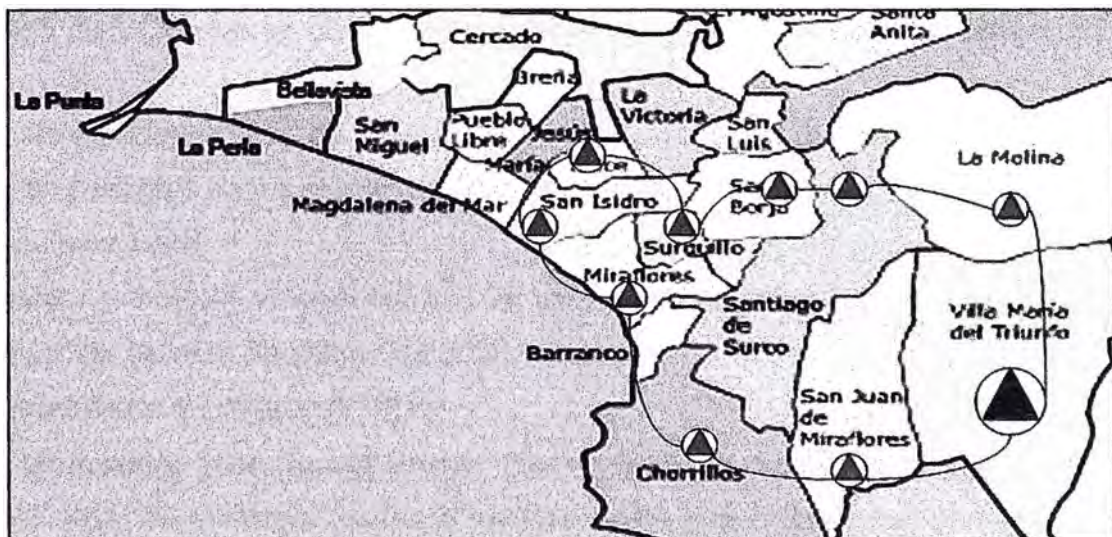 Santa
Anita
Cercado
Breña
La Punta
Bellavista
La
Victoria
San
Luis
San
Miguel
Pueblo
Libre
Jesús
María
La Perla
La Molina
Magdalena del Mar
San Isidro
Borja
Surquillo
Miraflores
Santiago
de
Surco
Villa María
del Triunfo
Barranco
San Juan
de
Miraflores
Chorrillos